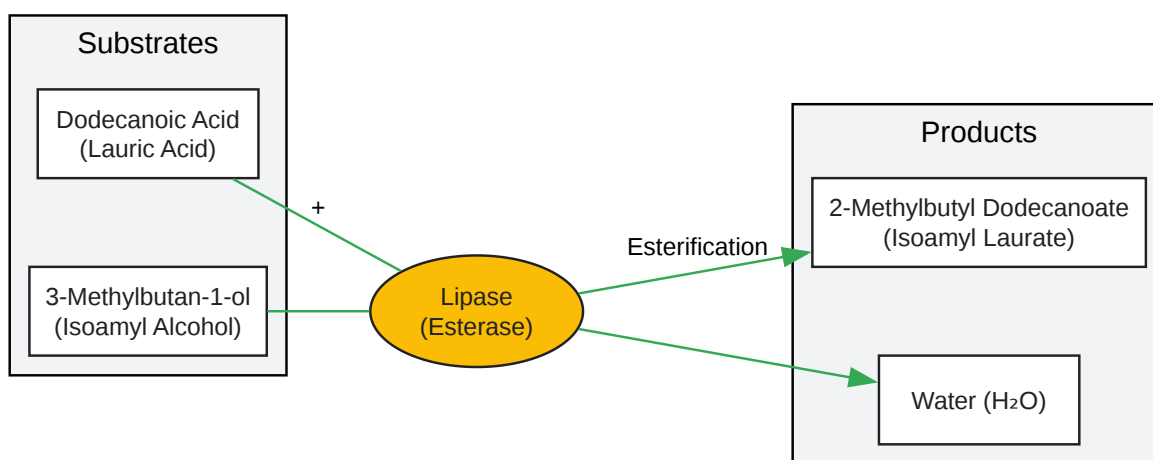 Substrates
Dodecanoic Acid
(Lauric Acid)
+
3-Methylbutan-1-ol
(Isoamyl Alcohol)
Lipase
(Esterase)
Esterification
Products
2-Methylbutyl Dodecanoate
(Isoamyl Laurate)
Water (H₂O)